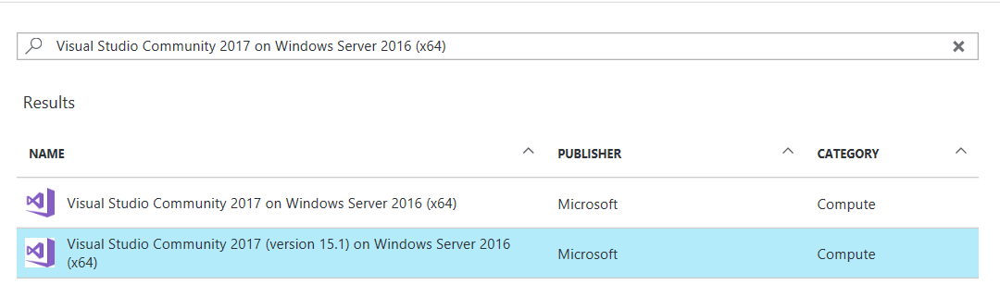 Visual Studio Community 2017 on Windows Server 2016 (x64)
Results
NAME PUBLISHER CATEGORY
Visual Studio Community 2017 on Windows Server 2016 (x64) Microsoft Compute
Visual Studio Community 2017 (version 15.1) on Windows Server 2016
(x64) Microsoft Compute